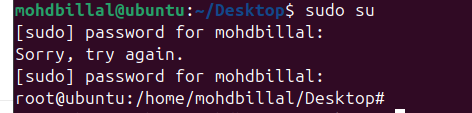 mohdbillal@ubuntu:~/Desktop$ sudo su
[sudo] password for mohdbillal:
Sorry, try again.
[sudo] password for mohdbillal:
root@ubuntu:/home/mohdbillal/Desktop#